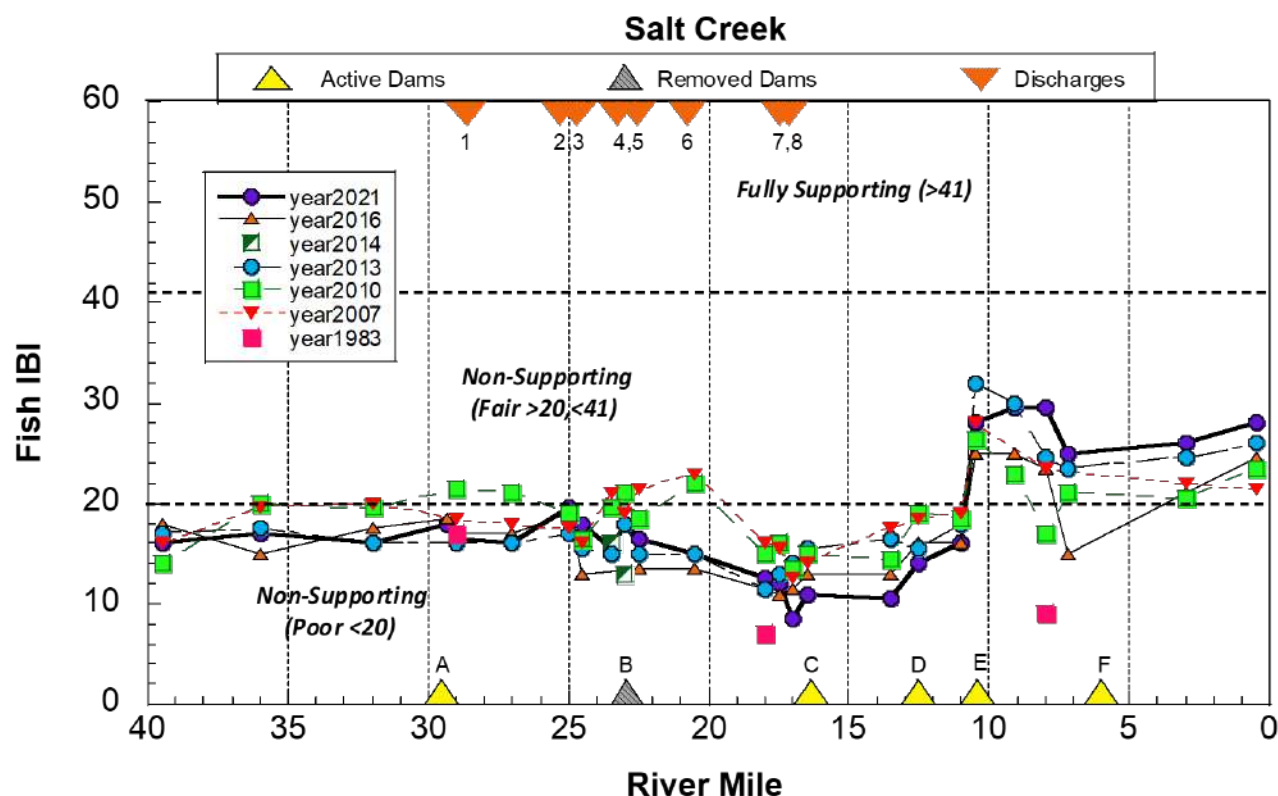 Salt Creek
Active Dams
Removed Dams
Discharges
60
50
40
30
20
10
0
Fish IBI
1
2,3
4,5
6
7,8
Fully Supporting (>41)
year2021
year2016
year2014
year2013
year2010
year2007
year1983
Non-Supporting
(Fair >20,<41)
Non-Supporting
(Poor <20)
A
B
C
D
E
F
40
35
30
25
20
15
10
5
0
River Mile